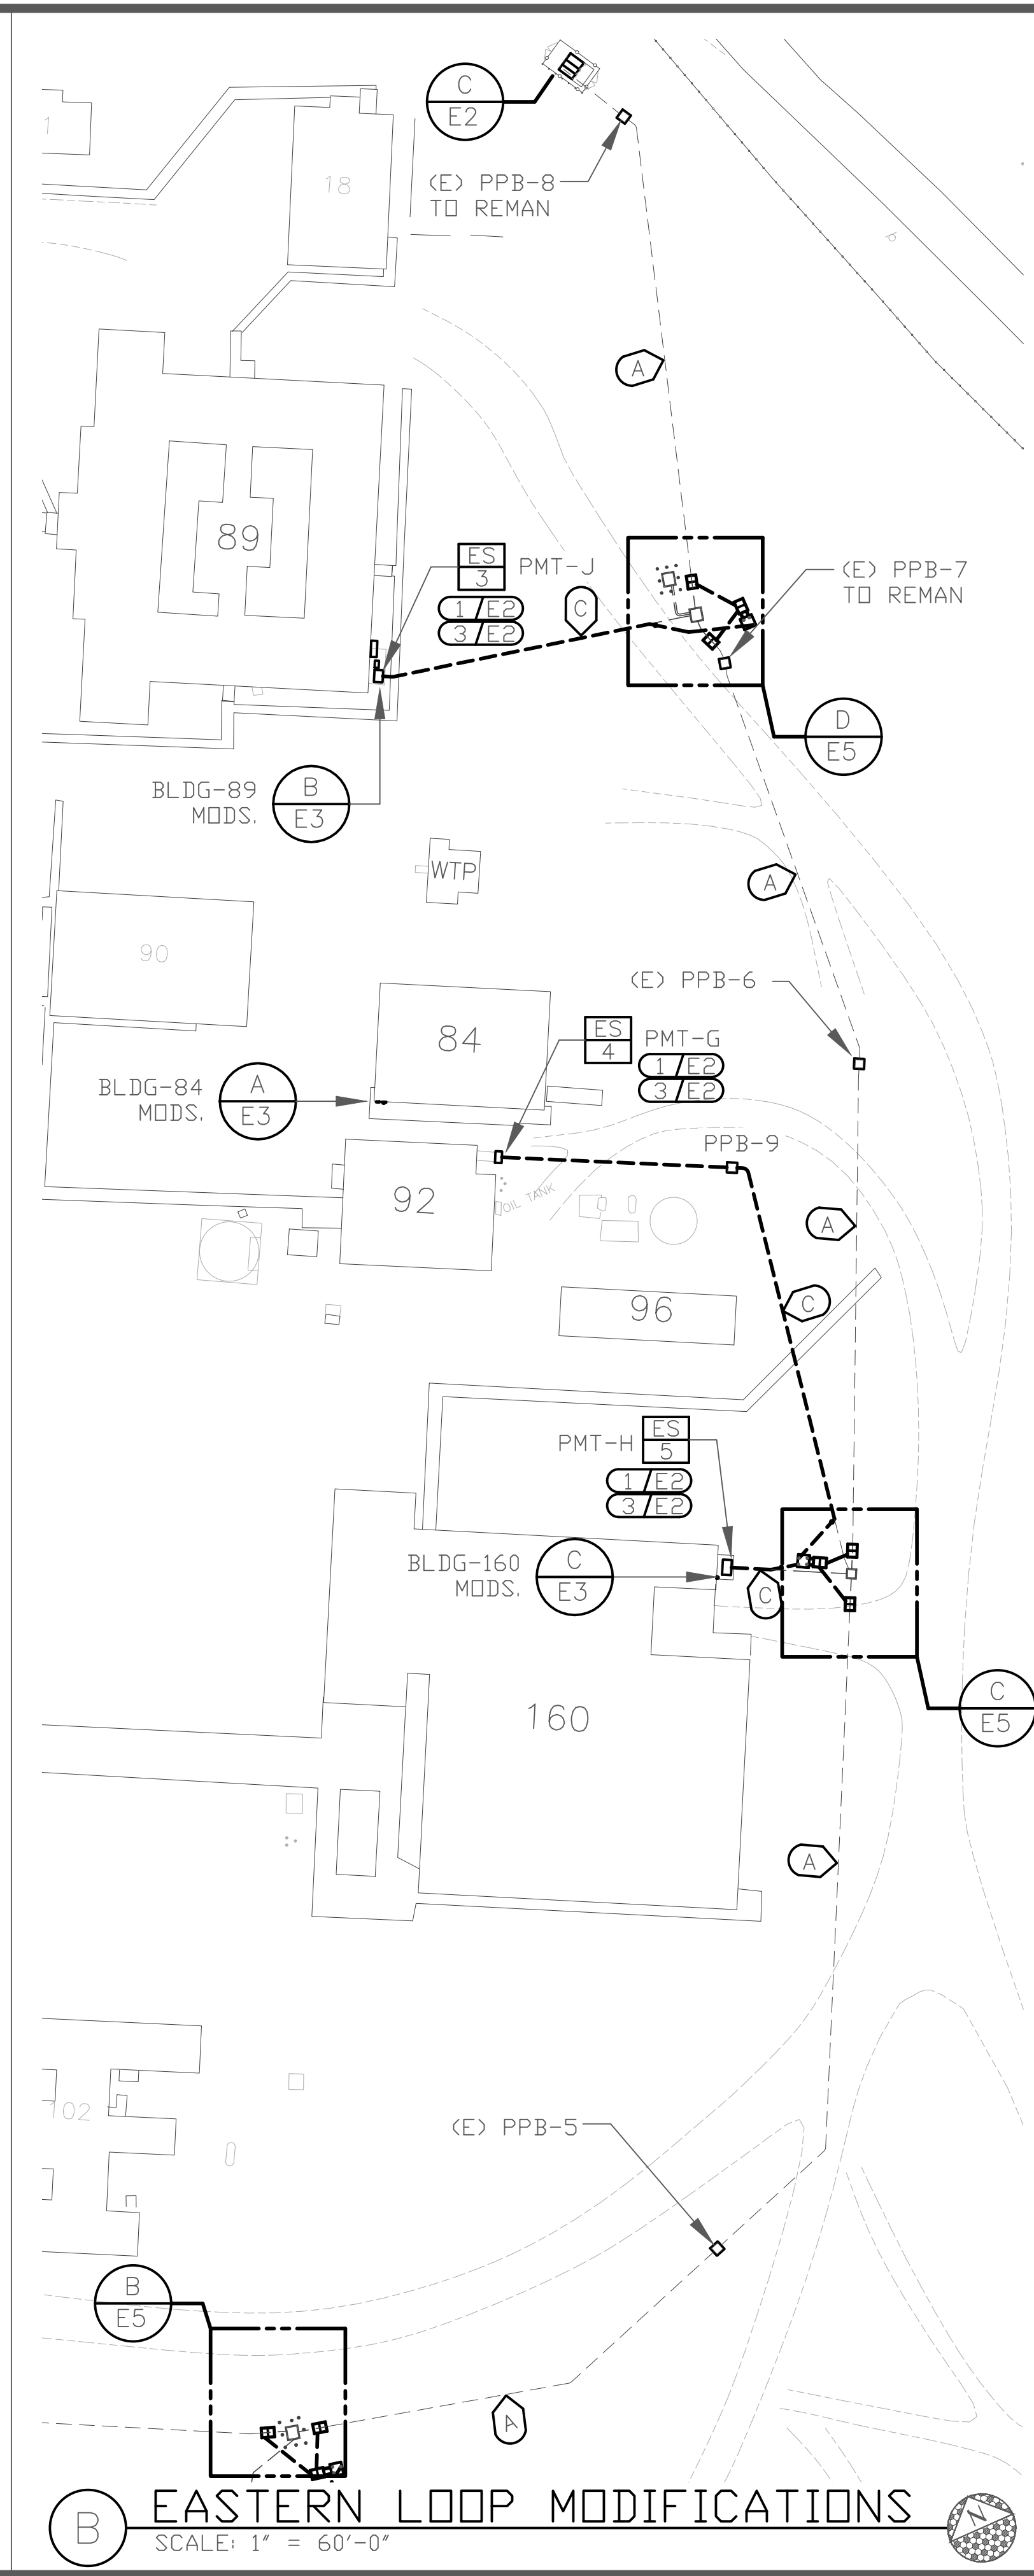 C
E2
1
18
(E) PPB-8
TO REMAN
A
89
ES
3
PMT-J
1/E2
3/E2
C
(E) PPB-7
TO REMAN
D
E5
BLDG-89
MODS.
B
E3
WTP
A
90
(E) PPB-6
84
ES
4
PMT-G
1/E2
3/E2
BLDG-84
MODS.
A
E3
PPB-9
92
OIL TANK
A
C
96
PMT-H
ES
5
1/E2
3/E2
BLDG-160
MODS.
C
E3
C
160
C
E5
A
102
(E) PPB-5
B
E5
A
B
EASTERN LOOP MODIFICATIONS
SCALE: 1" = 60'-0"
N